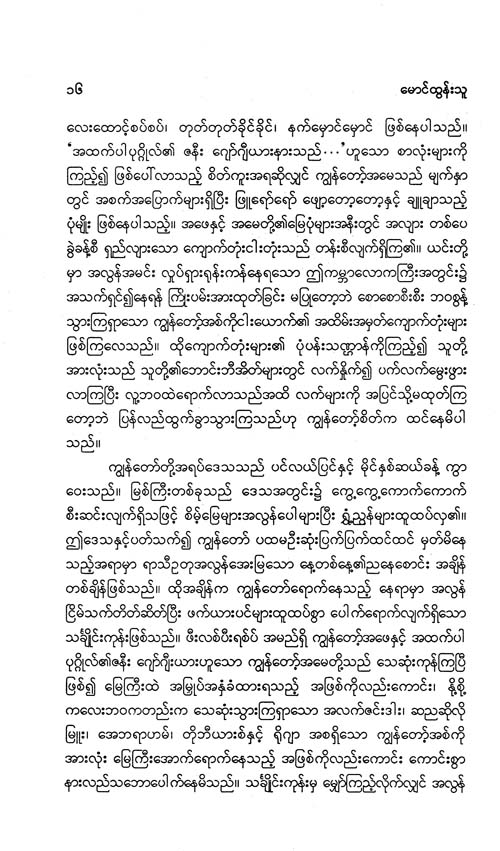 ၁၆ မောင်ထွန်းသူ
လေးထောင့်စပ်စပ်၊ တုတ်တုတ်ခိုင်ခိုင်၊ နက်မှောင်မှောင် ဖြစ်နေပါသည်။
'အထက်ပါပုဂ္ဂိုလ်၏ ဇနီး ဂျော်ဂျီယားနားသည်...'ဟူသော စာလုံးများကို
ကြည့်၍ ဖြစ်ပေါ်လာသည့် စိတ်ကူးအရဆိုလျှင် ကျွန်တော့်အမေသည် မျက်နှာ
တွင် အစက်အပြောက်များရှိပြီး ဖြူရော်ရော် ဖျော့တော့တော့နှင့် ချူချာသည့်
ပုံမျိုး ဖြစ်နေပါသည်။ အဖေနှင့် အမေတို့၏မြေပုံများအနီးတွင် အလျား တစ်ပေ
ခွဲခန့်စီ ရှည်လျားသော ကျောက်တုံးငါးတုံးသည် တန်းစီလျက်ရှိကြ၏။ ယင်းတို့
မှာ အလွန်အမင်း လှုပ်ရှားရုန်းကန်နေရသော ဤကမ္ဘာလောကကြီးအတွင်း၌
အသက်ရှင်၍နေရန် ကြိုးပမ်းအားထုတ်ခြင်း မပြုတော့ဘဲ စောစောစီးစီး ဘဝစွန့်
သွားကြရှာသော ကျွန်တော့်အစ်ကိုငါးယောက်၏ အထိမ်းအမှတ်ကျောက်တုံးများ
ဖြစ်ကြလေသည်။ ထိုကျောက်တုံးများ၏ ပုံပန်းသဏ္ဌာန်ကိုကြည့်၍ သူတို့
အားလုံးသည် သူတို့၏ဘောင်းဘီအိတ်များတွင် လက်နှိုက်၍ ပက်လက်မွေးဖွား
လာကြပြီး လူ့ဘဝထဲရောက်လာသည်အထိ လက်များကို အပြင်သို့မထုတ်ကြ
တော့ဘဲ ပြန်လည်ထွက်ခွာသွားကြသည်ဟု ကျွန်တော့်စိတ်က ထင်နေမိပါ
သည်။
ကျွန်တော်တို့အရပ်ဒေသသည် ပင်လယ်ပြင်နှင့် မိုင်နှစ်ဆယ်ခန့် ကွာ
ဝေးသည်။ မြစ်ကြီးတစ်ခုသည် ဒေသအတွင်း၌ ကွေ့ကွေ့ကောက်ကောက်
စီးဆင်းလျက်ရှိသဖြင့် စိမ့်မြေများအလွန်ပေါများပြီး ရွှံ့ညွန်များထူထပ်လှ၏။
ဤဒေသနှင့်ပတ်သက်၍ ကျွန်တော် ပထမဦးဆုံးပြက်ပြက်ထင်ထင် မှတ်မိနေ
သည့်အရာမှာ ရာသီဥတုအလွန်အေးမြသော နေ့တစ်နေ့၏ညနေစောင်း အချိန်
တစ်ချိန်ဖြစ်သည်။ ထိုအချိန်က ကျွန်တော်ရောက်နေသည့် နေရာမှာ အလွန်
ငြိမ်သက်တိတ်ဆိတ်ပြီး ဖက်ယားပင်များထူထပ်စွာ ပေါက်ရောက်လျက်ရှိသော
သင်္ချိုင်းကုန်းဖြစ်သည်။ ဖီးလစ်ပီးရစ်ပ် အမည်ရှိ ကျွန်တော့်အဖေနှင့် အထက်ပါ
ပုဂ္ဂိုလ်၏ဇနီး ဂျော်ဂျီယားဟူသော ကျွန်တော့်အမေတို့သည် သေဆုံးကုန်ကြပြီ
ဖြစ်၍ မြေကြီးထဲ အမြှုပ်အနှံခံထားရသည့် အဖြစ်ကိုလည်းကောင်း၊ နို့စို့
ကလေးဘဝကတည်းက သေဆုံးသွားကြရှာသော အလက်ဇင်းဒါး၊ ဆညဆိုလို
မြူး၊ အေဘရာဟမ်၊ တိုဘီယားစ်နှင့် ရိုဂျာ အစရှိသော ကျွန်တော့်အစ်ကို
အားလုံး မြေကြီးအောက်ရောက်နေသည့် အဖြစ်ကိုလည်းကောင်း ကောင်းစွာ
နားလည်သဘောပေါက်နေမိသည်။ သင်္ချိုင်းကုန်းမှ မျှော်ကြည့်လိုက်လျှင် အလွန်